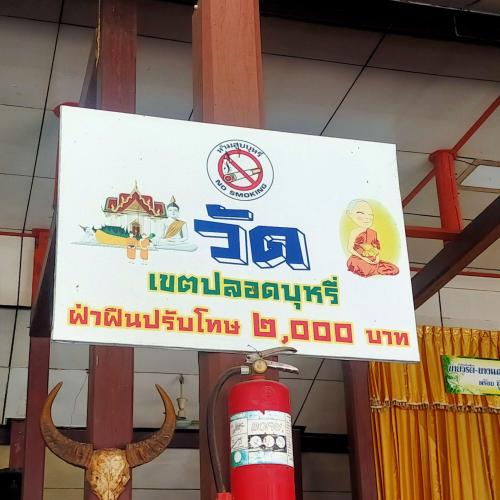 ห้ามสูบบุหรี่
NO SMOKING
วัด
เขตปลอดบุหรี่
ฝ่าฝืนปรับโทษ ๒,๐๐๐ บาท